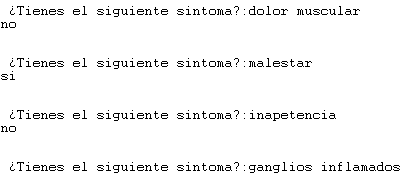 ¿Tienes el siguiente sintoma?:dolor muscular
no
¿Tienes el siguiente sintoma?:malestar
si
¿Tienes el siguiente sintoma?:inapetencia
no
¿Tienes el siguiente sintoma?:ganglios inflamados